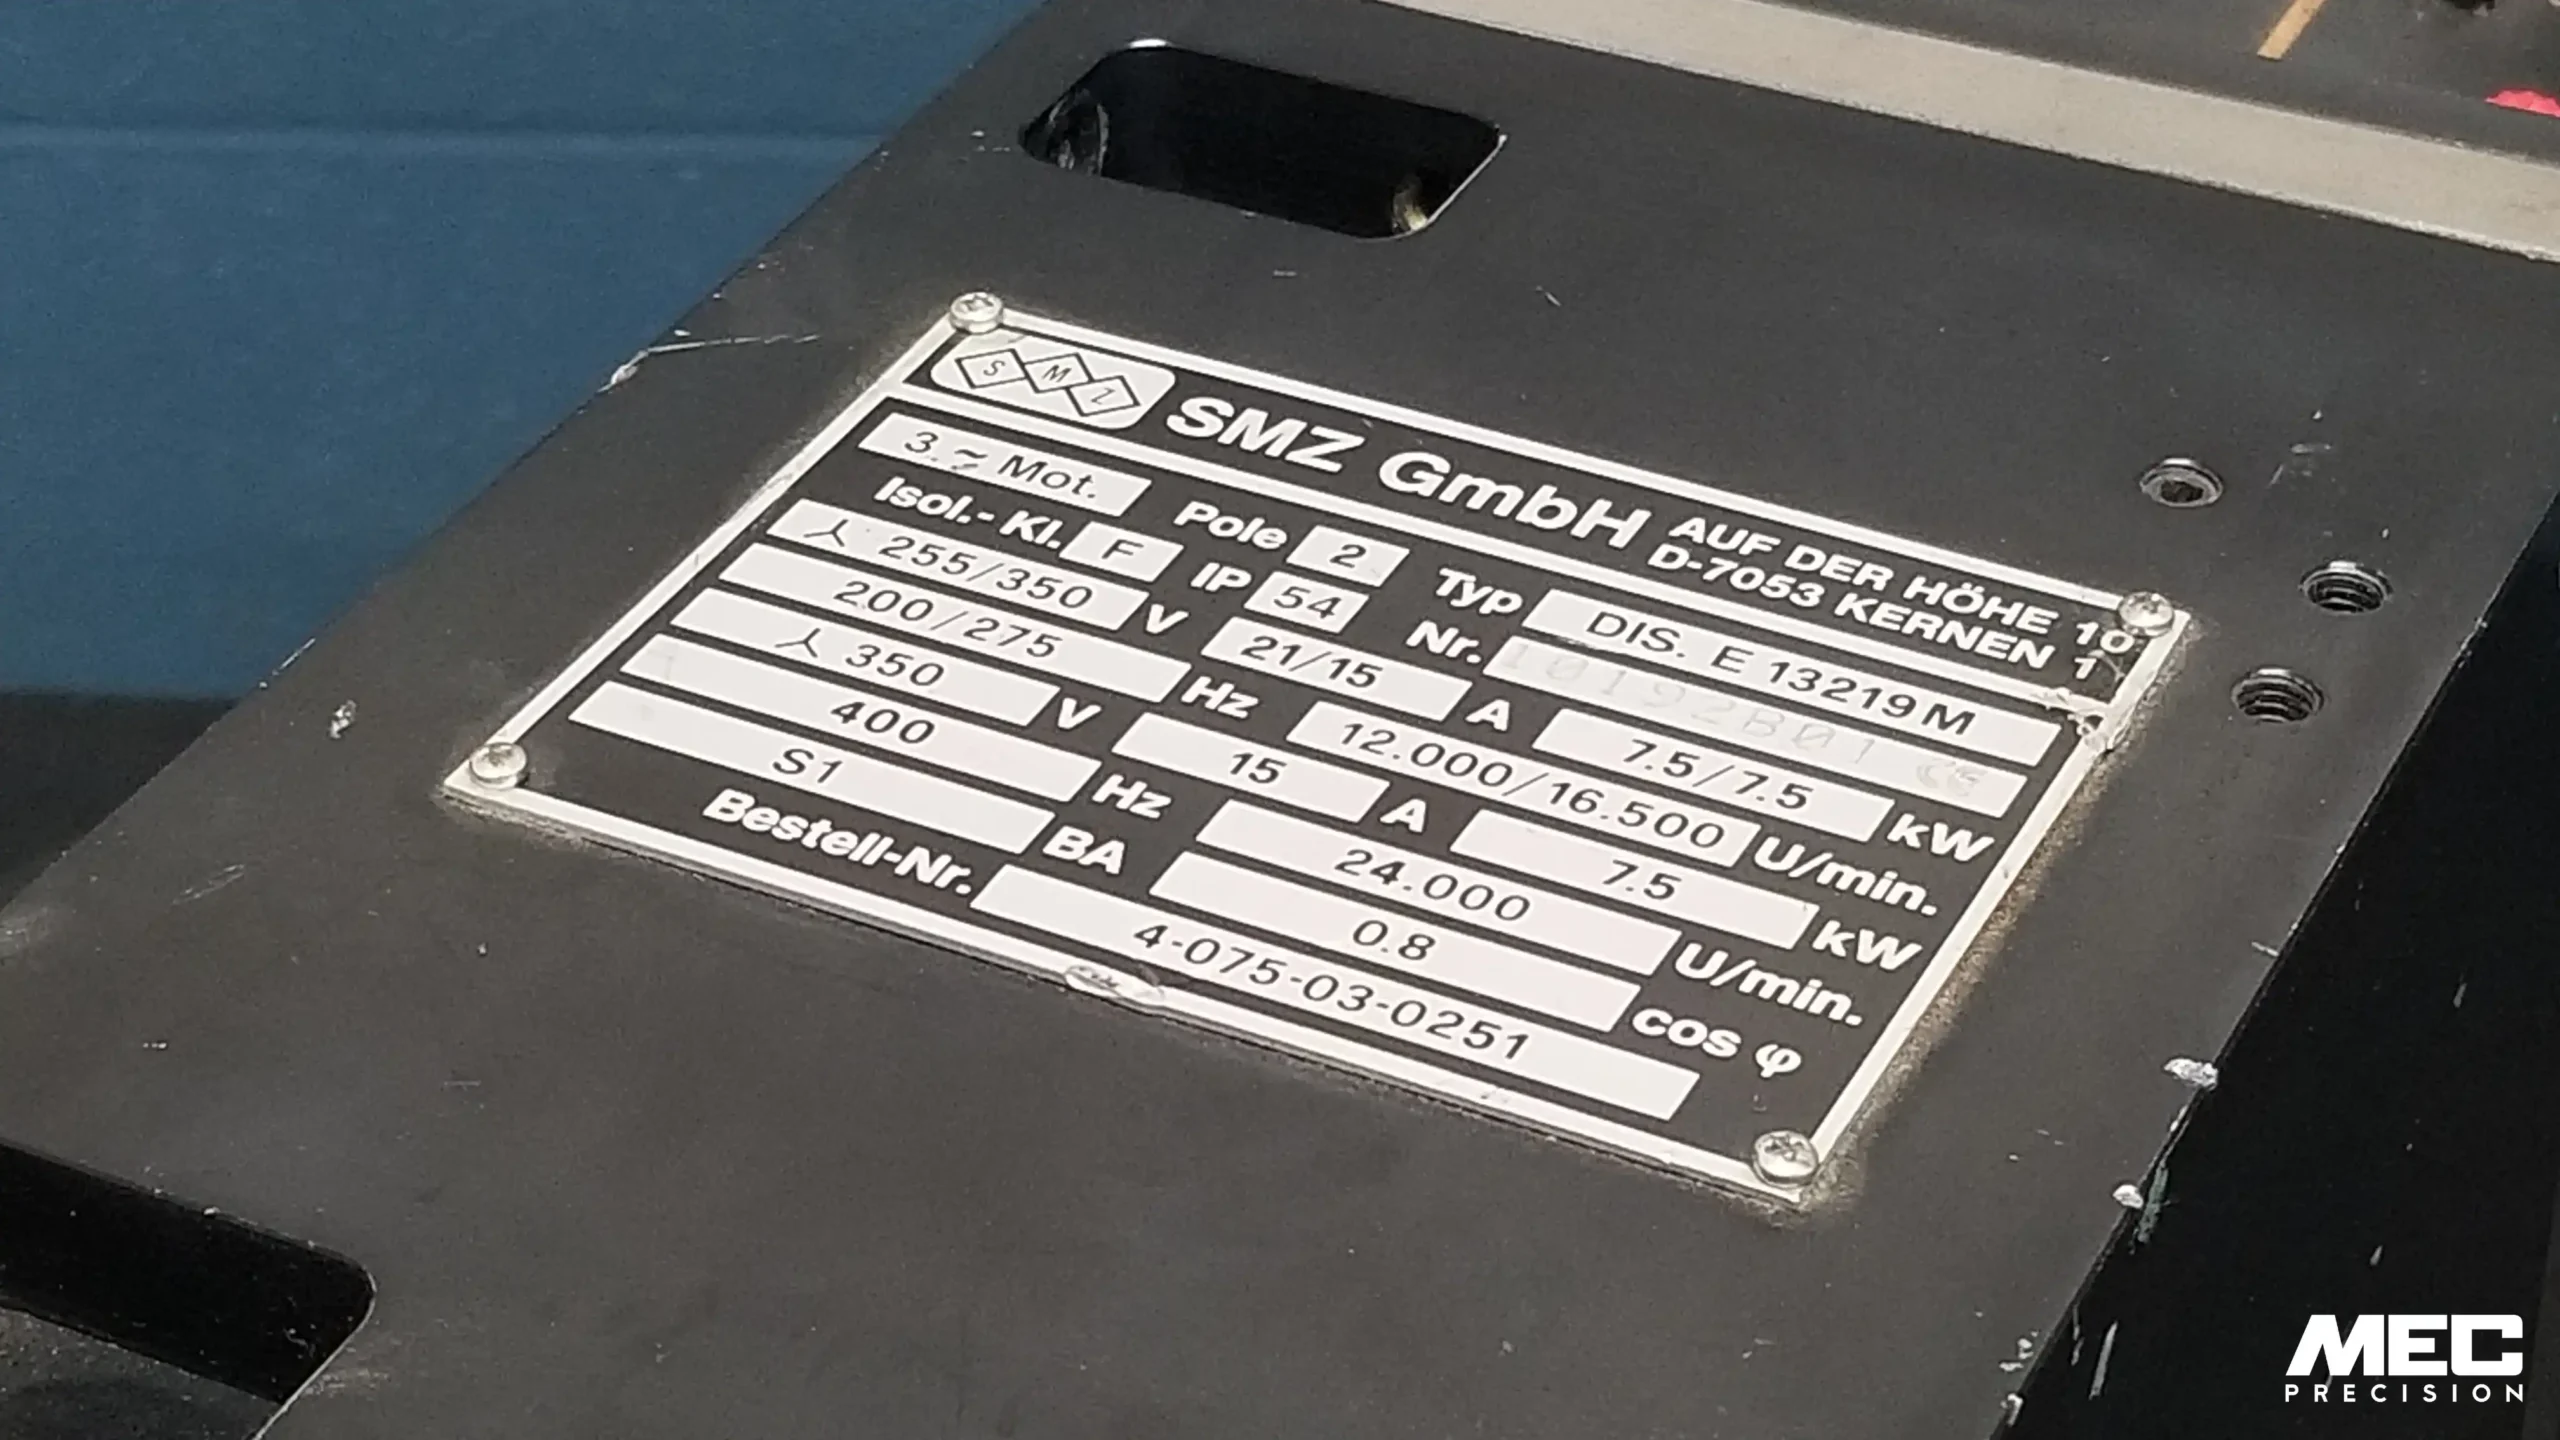 S M Z SMZ GmbH AUF DER HÖHE 10
D-7053 KERNEN 1
3.~ Mot. Pole 2 Typ DIS. E 13219M
Isol.-Kl. F IP 54 Nr. 10192B01 CE
人 255/350 V 21/15 A 7.5/7.5 kW
200/275 Hz 12.000/16.500 U/min.
人 350 V 15 A 7.5 kW
400 Hz 24.000 U/min.
S1 BA 0.8 cos φ
Bestell-Nr. 4-075-03-0251
MEC
PRECISION